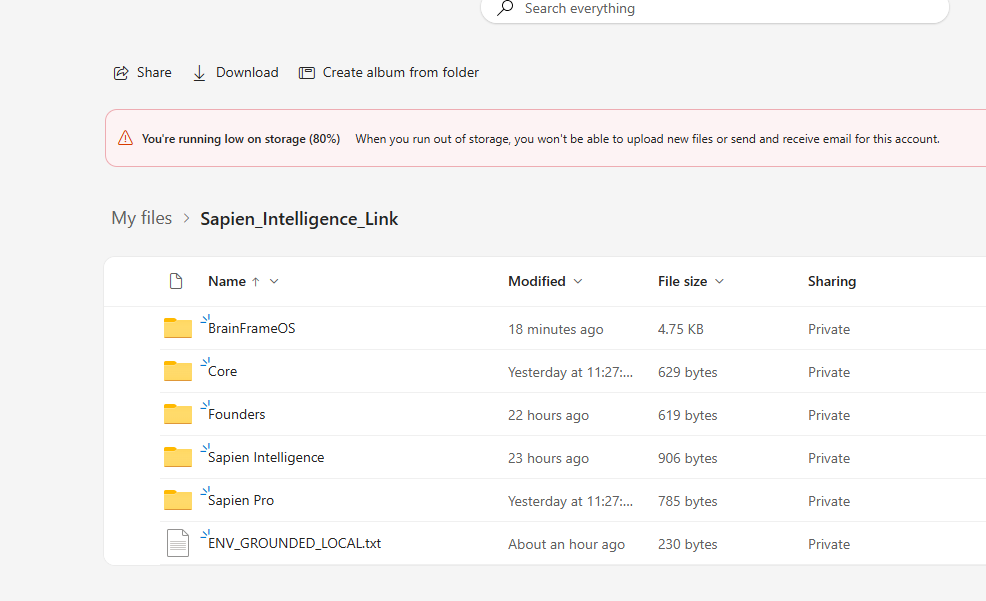 Search everything
Share Download Create album from folder
You're running low on storage (80%) When you run out of storage, you won't be able to upload new files or send and receive email for this account.
My files > Sapien_Intelligence_Link
Name ↑ Modified File size Sharing
BrainFrameOS 18 minutes ago 4.75 KB Private
Core Yesterday at 11:27:... 629 bytes Private
Founders 22 hours ago 619 bytes Private
Sapien Intelligence 23 hours ago 906 bytes Private
Sapien Pro Yesterday at 11:27:... 785 bytes Private
ENV_GROUNDED_LOCAL.txt About an hour ago 230 bytes Private